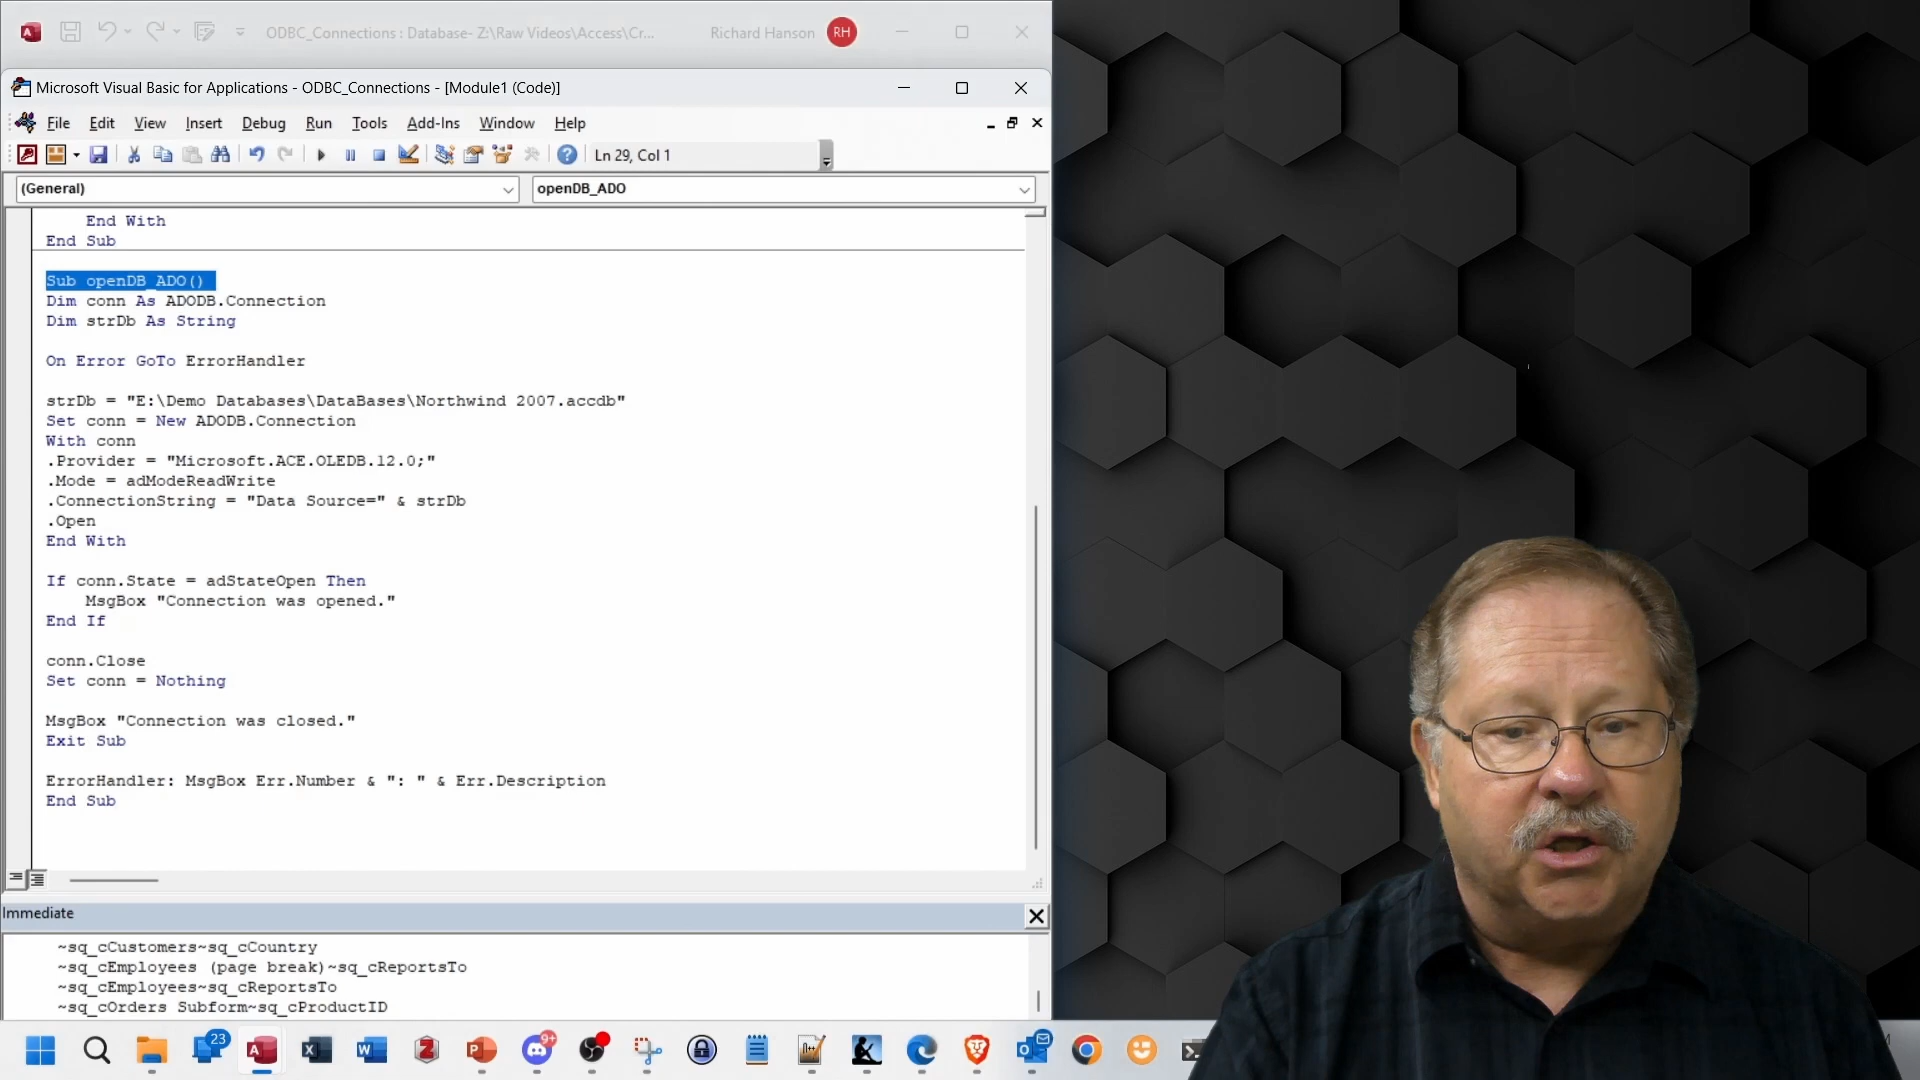 ODBC_Connections : Database- Z:\Raw Videos\Access\Cr...
Richard Hanson
RH
Microsoft Visual Basic for Applications - ODBC_Connections - [Module1 (Code)]
File Edit View Insert Debug Run Tools Add-Ins Window Help
Ln 29, Col 1
(General)
openDB_ADO
End With
End Sub
Sub openDB_ADO()
Dim conn As ADODB.Connection
Dim strDb As String
On Error GoTo ErrorHandler
strDb = "E:\Demo Databases\DataBases\Northwind 2007.accdb"
Set conn = New ADODB.Connection
With conn
.Provider = "Microsoft.ACE.OLEDB.12.0;"
.Mode = adModeReadWrite
.ConnectionString = "Data Source=" & strDb
.Open
End With
If conn.State = adStateOpen Then
MsgBox "Connection was opened."
End If
conn.Close
Set conn = Nothing
MsgBox "Connection was closed."
Exit Sub
ErrorHandler: MsgBox Err.Number & ": " & Err.Description
End Sub
Immediate
~sq_cCustomers~sq_cCountry
~sq_cEmployees (page break)~sq_cReportsTo
~sq_cEmployees~sq_cReportsTo
~sq_cOrders Subform~sq_cProductID
23
9+